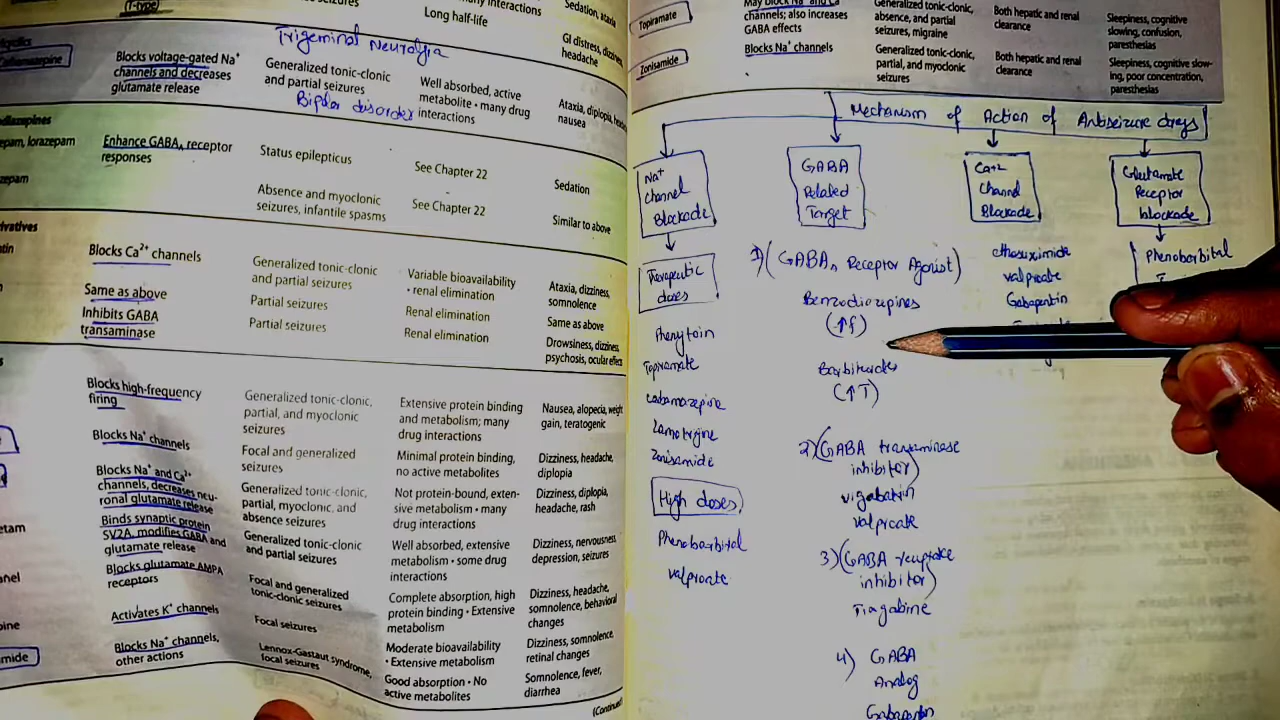 (T-type)
seizures
many interactions
Long half-life
Sedation, ataxia
GI distress, dizziness,
headache
Trigeminal Neuralgia
Blocks voltage-gated Na+
channels and decreases
glutamate release
Generalized tonic-clonic
and partial seizures
Bipolar disorder
Well absorbed, active
metabolite • many drug
interactions
Ataxia, diplopia,
nausea
lorazepam
Enhance GABAA receptor
responses
Status epilepticus
See Chapter 22
Sedation
Absence and myoclonic
seizures, infantile spasms
See Chapter 22
Similar to above
Blocks Ca2+ channels
Generalized tonic-clonic
and partial seizures
Variable bioavailability
• renal elimination
Ataxia, dizziness,
somnolence
Same as above
Partial seizures
Renal elimination
Same as above
Inhibits GABA
transaminase
Partial seizures
Renal elimination
Drowsiness, dizziness,
psychosis, ocular effects
Blocks high-frequency
firing
Generalized tonic-clonic,
partial, and myoclonic
seizures
Extensive protein binding
and metabolism; many
drug interactions
Nausea, alopecia, weight
gain, teratogenic
Blocks Na+ channels
Focal and generalized
seizures
Minimal protein binding,
no active metabolites
Dizziness, headache,
diplopia
Blocks Na+ and Ca2+
channels, decreases neu-
ronal glutamate release
Generalized tonic-clonic,
partial, myoclonic, and
absence seizures
Not protein-bound, exten-
sive metabolism • many
drug interactions
Dizziness, diplopia,
headache, rash
Binds synaptic protein
SV2A, modifies GABA and
glutamate release
Generalized tonic-clonic
and partial seizures
Well absorbed, extensive
metabolism • some drug
interactions
Dizziness, nervousness,
depression, seizures
Blocks glutamate AMPA
receptors
Focal and generalized
tonic-clonic seizures
Complete absorption, high
protein binding • Extensive
metabolism
Dizziness, headache,
somnolence, behavioral
changes
Activates K+ channels
Focal seizures
Moderate bioavailability
• Extensive metabolism
Dizziness, somnolence,
retinal changes
Blocks Na+ channels,
other actions
Lennox-Gastaut syndrome,
focal seizures
Good absorption • No
active metabolites
Somnolence, fever,
diarrhea
(Continued)
Topiramate
May block Na+ and Ca2+
channels; also increases
GABA effects
Generalized tonic-clonic,
absence, and partial
seizures, migraine
Both hepatic and renal
clearance
Sleepiness, cognitive
slowing, confusion,
paresthesias
Zonisamide
Blocks Na+ channels
Generalized tonic-clonic,
partial, and myoclonic
seizures
Both hepatic and renal
clearance
Sleepiness, cognitive slow-
ing, poor concentration,
paresthesias
Mechanism of Action of Antiseizure drugs
Na+
channel
Blockade
Therapeutic
doses
Phenytoin
Topiramate
carbamazepine
Lamotrigine
Zonisamide
High doses
Phenobarbital
valproate
GABA
Related
Target
1) (GABAA Receptor Agonist)
Benzodiazepines
(↑f)
Barbiturates
(↑T)
2) (GABA transaminase
inhibitor)
vigabatrin
valproate
3) (GABA reuptake
inhibitor)
Tiagabine
4) GABA
Analog
Gabapentin
Ca+2
Channel
Blockade
ethosuximide
valproate
Gabapentin
Glutamate
Receptor
blockade
Phenobarbital